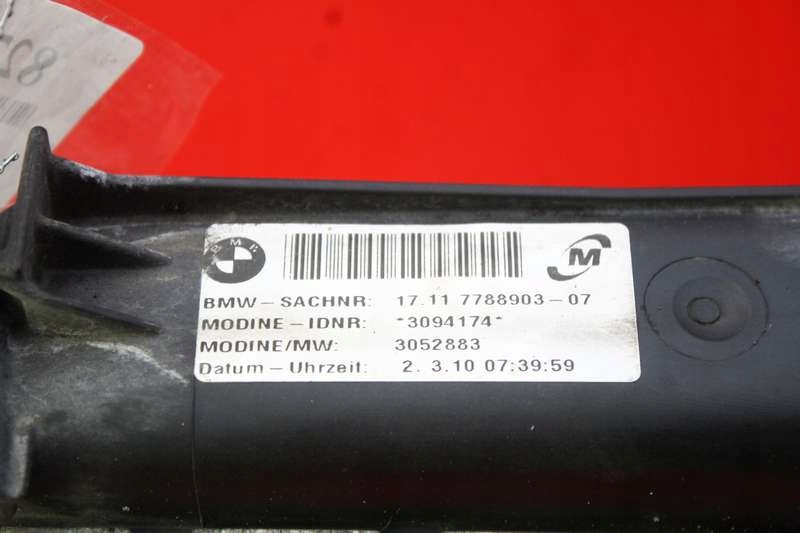 BMW
M
BMW – SACHNR: 17.11 7788903–07
MODINE – IDNR: *3094174*
MODINE/MW: 3052883
Datum – Uhrzeit: 2. 3.10 07:39:59